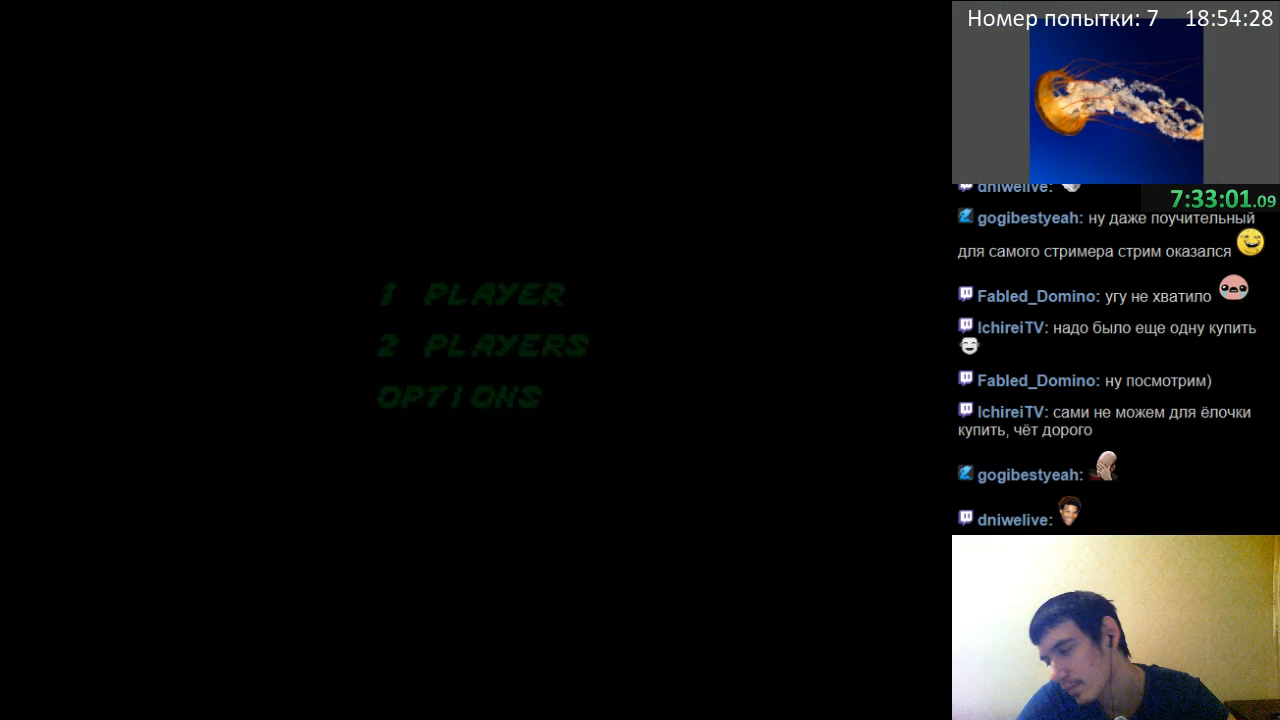 Номер попытки: 7 18:54:28
dniwelive:
7:33:01.09
gogibestyeah: ну даже поучительный
для самого стримера стрим оказался
Fabled_Domino: угу не хватило
IchireiTV: надо было еще одну купить
Fabled_Domino: ну посмотрим)
IchireiTV: сами не можем для ёлочки
купить, чёт дорого
gogibestyeah:
dniwelive:
1 PLAYER
2 PLAYERS
OPTIONS